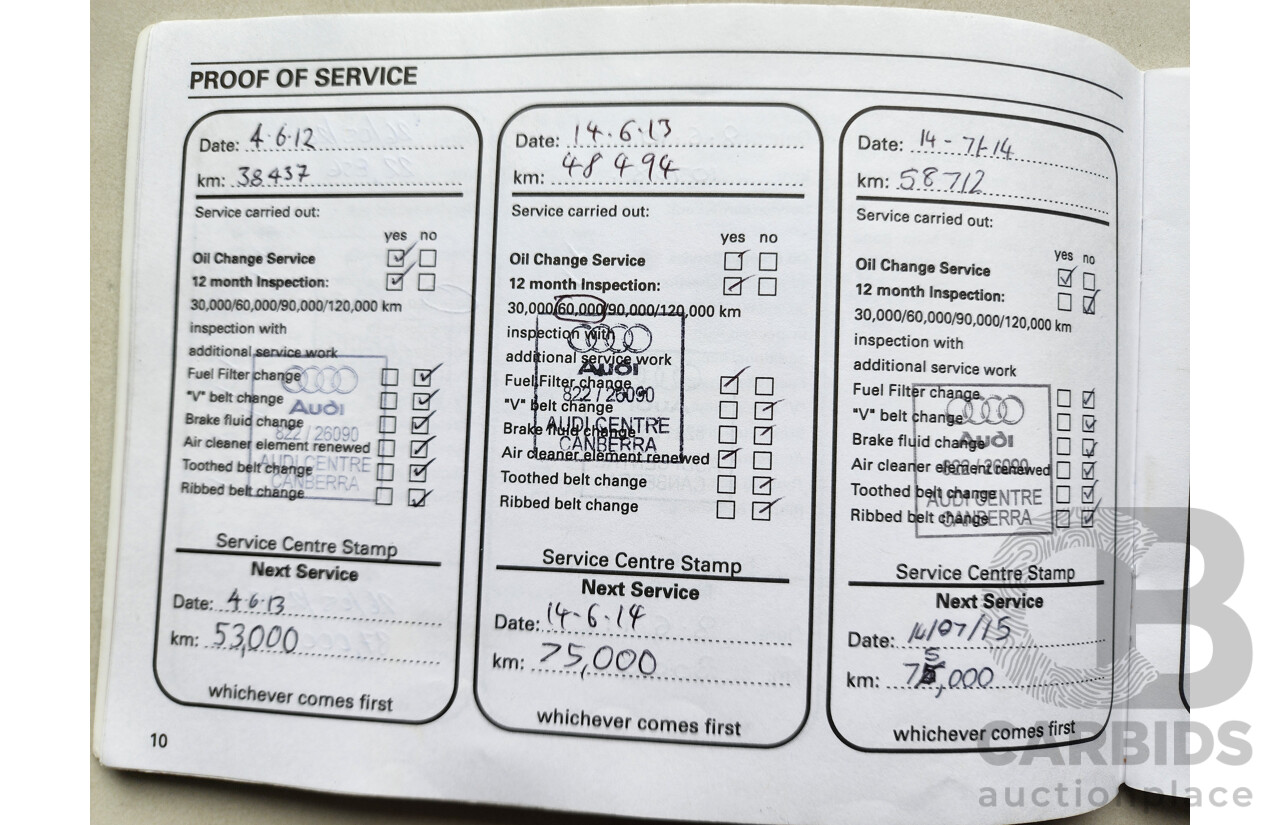 PROOF OF SERVICE
Date: 4.6.12
km: 38437
Service carried out:
yes no
Oil Change Service
12 month Inspection:
30,000/60,000/90,000/120,000 km
inspection with
additional service work
Fuel Filter change
"V" belt change
Brake fluid change
Air cleaner element renewed
Toothed belt change
Ribbed belt change
Audi
822 / 26090
AUDI CENTRE
CANBERRA
Service Centre Stamp
Next Service
Date: 4.6.13
km: 53,000
whichever comes first
10
Date: 14.6.13
km: 48494
Service carried out:
yes no
Oil Change Service
12 month Inspection:
30,000/60,000/90,000/120,000 km
inspection with
additional service work
Fuel Filter change
"V" belt change
Brake fluid change
Air cleaner element renewed
Toothed belt change
Ribbed belt change
Audi
822 / 26090
AUDI CENTRE
CANBERRA
Service Centre Stamp
Next Service
Date: 14.6.14
km: 75,000
whichever comes first
Date: 14-7-14
km: 58712
Service carried out:
yes no
Oil Change Service
12 month Inspection:
30,000/60,000/90,000/120,000 km
inspection with
additional service work
Fuel Filter change
"V" belt change
Brake fluid change
Air cleaner element renewed
Toothed belt change
Ribbed belt change
Audi
822 / 26090
AUDI CENTRE
CANBERRA
Service Centre Stamp
Next Service
Date: 14/07/15
km: 75,000
whichever comes first
CARBIDS
auctionplace